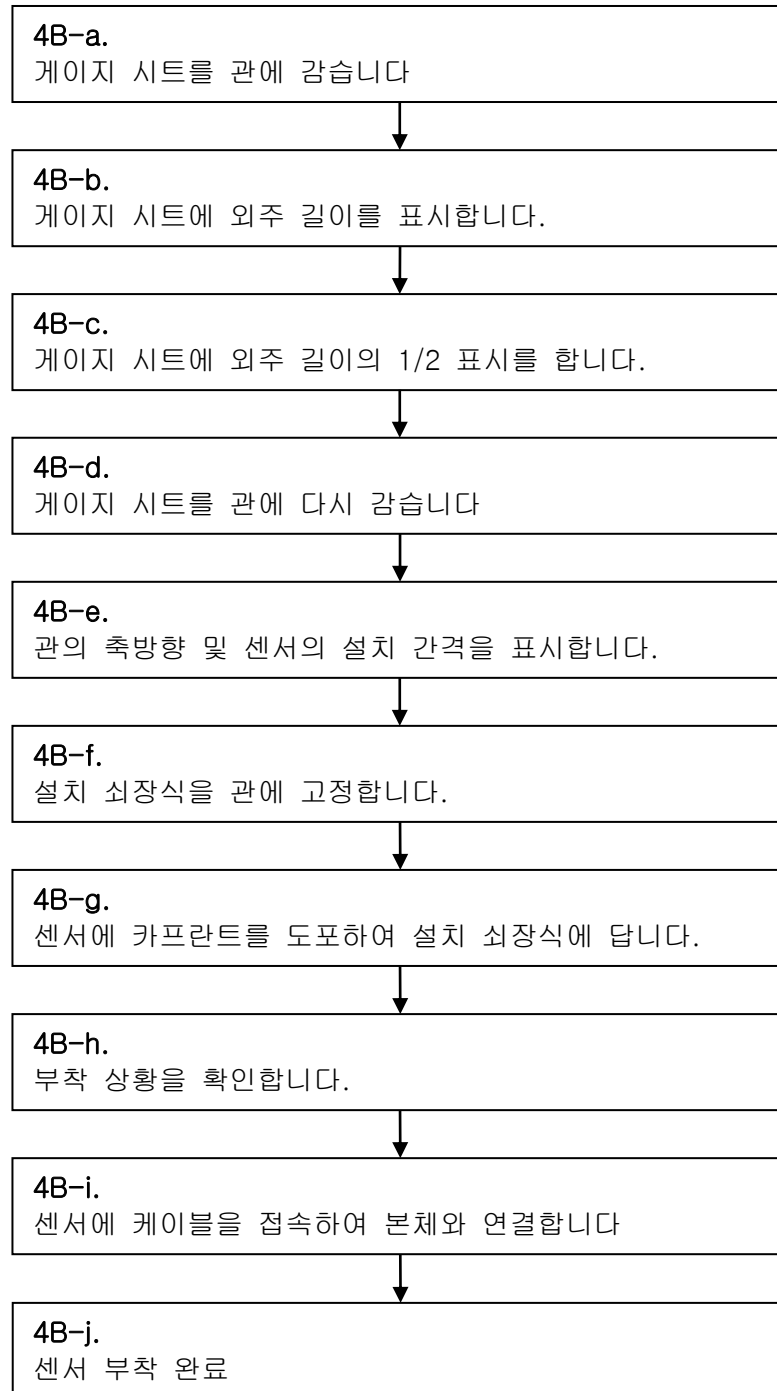 4B-a.
게이지 시트를 관에 감습니다
4B-b.
게이지 시트에 외주 길이를 표시합니다.
4B-c.
게이지 시트에 외주 길이의 1/2 표시를 합니다.
4B-d.
게이지 시트를 관에 다시 감습니다
4B-e.
관의 축방향 및 센서의 설치 간격을 표시합니다.
4B-f.
설치 쇠장식을 관에 고정합니다.
4B-g.
센서에 카프란트를 도포하여 설치 쇠장식에 답니다.
4B-h.
부착 상황을 확인합니다.
4B-i.
센서에 케이블을 접속하여 본체와 연결합니다
4B-j.
센서 부착 완료